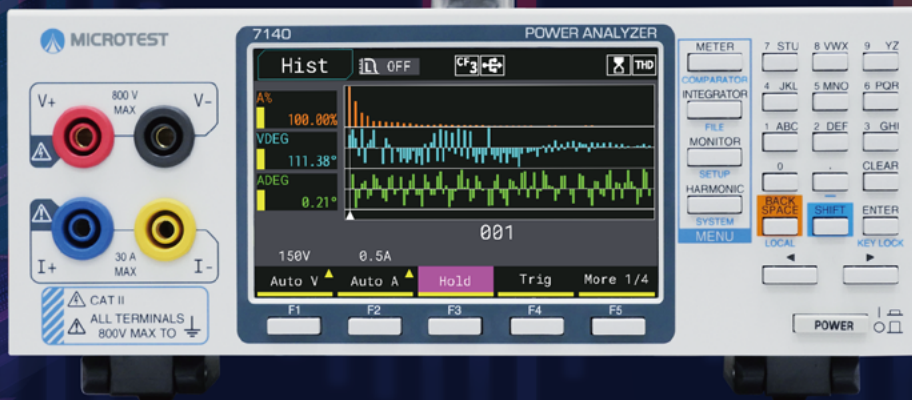 MICROTEST
7140
POWER ANALYZER
Hist
OFF
CF
3
THD
A%
100.00%
VDEG
111.38°
ADEG
0.21°
001
150V
0.5A
Auto V
Auto A
Hold
Trig
More 1/4
F1
F2
F3
F4
F5
V+
800 V
MAX
V-
I+
30 A
MAX
I-
CAT II
ALL TERMINALS
800V MAX TO
METER
COMPARATOR
INTEGRATOR
FILE
MONITOR
SETUP
HARMONIC
SYSTEM
MENU
7 STU
8 VWX
9 YZ
4 JKL
5 MNO
6 PQR
1 ABC
2 DEF
3 GHI
0
.
CLEAR
BACK
SPACE
SHIFT
ENTER
LOCAL
KEY LOCK
POWER